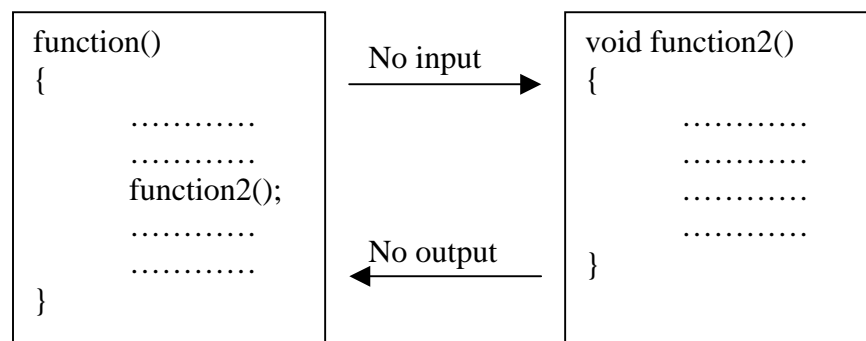 function()
{
…………
…………
function2();
…………
…………
}
No input
No output
void function2()
{
…………
…………
…………
…………
}